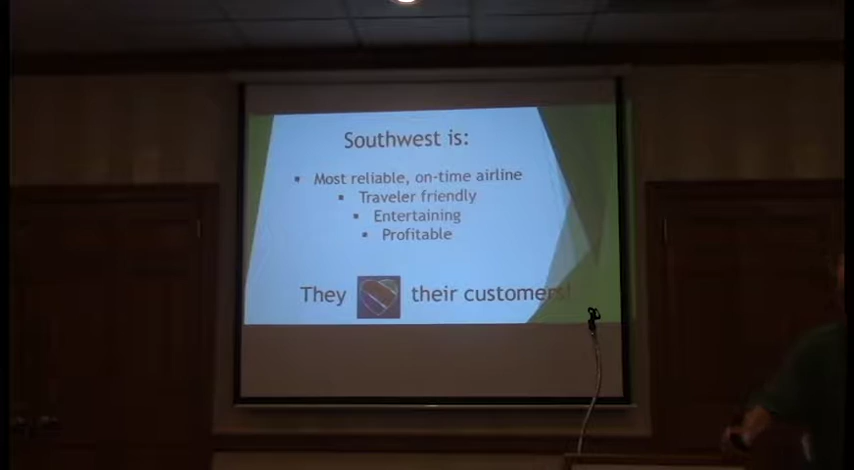 Southwest is:
▪ Most reliable, on-time airline
▪ Traveler friendly
▪ Entertaining
▪ Profitable
They their customers!